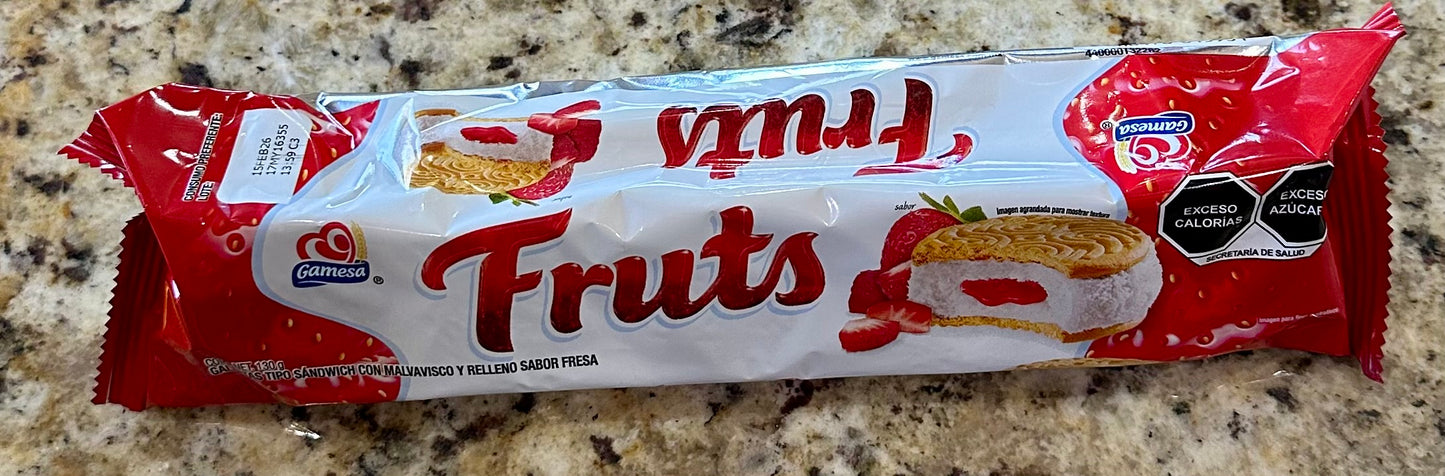 CONSUMO PREFERENTE:
LOTE:
15FEB26
17MY16355
13:59 C3
Fruts
Gamesa®
Gamesa®
Fruts
sabor
Imagen agrandada para mostrar textura
EXCESO
CALORÍAS
EXCESO
AZÚCAR
SECRETARÍA DE SALUD
130 g
TIPO SÁNDWICH CON MALVAVISCO Y RELLENO SABOR FRESA